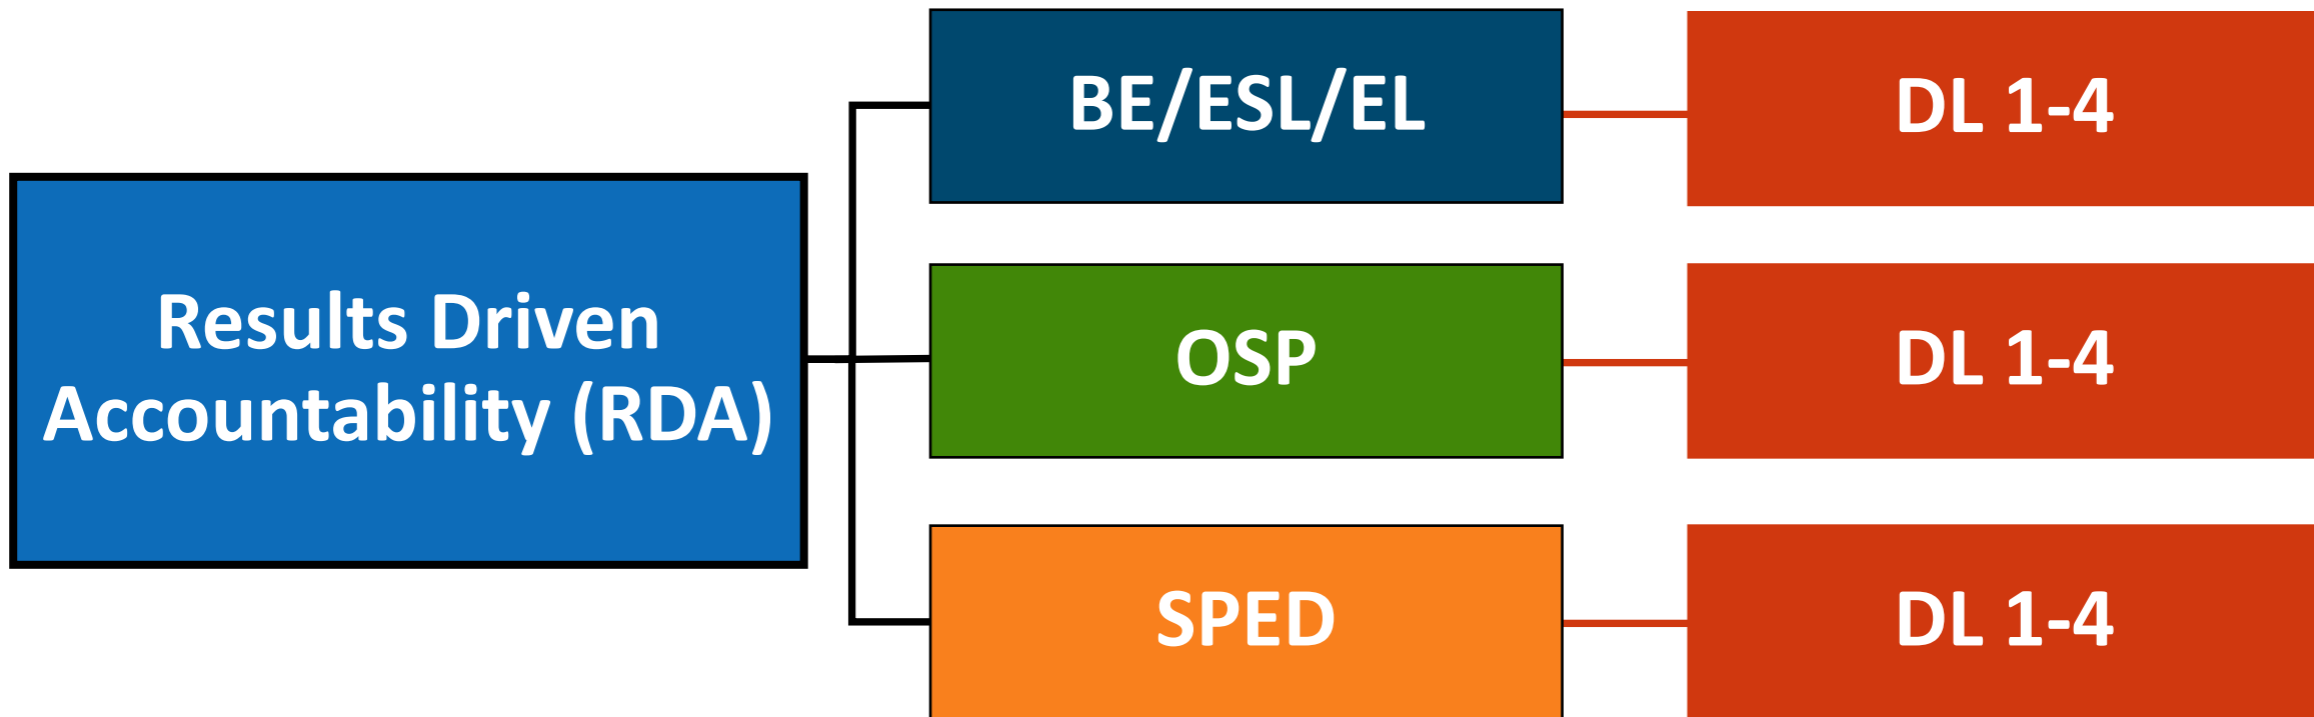 BE/ESL/EL
DL 1-4
Results Driven
Accountability (RDA)
OSP
DL 1-4
SPED
DL 1-4